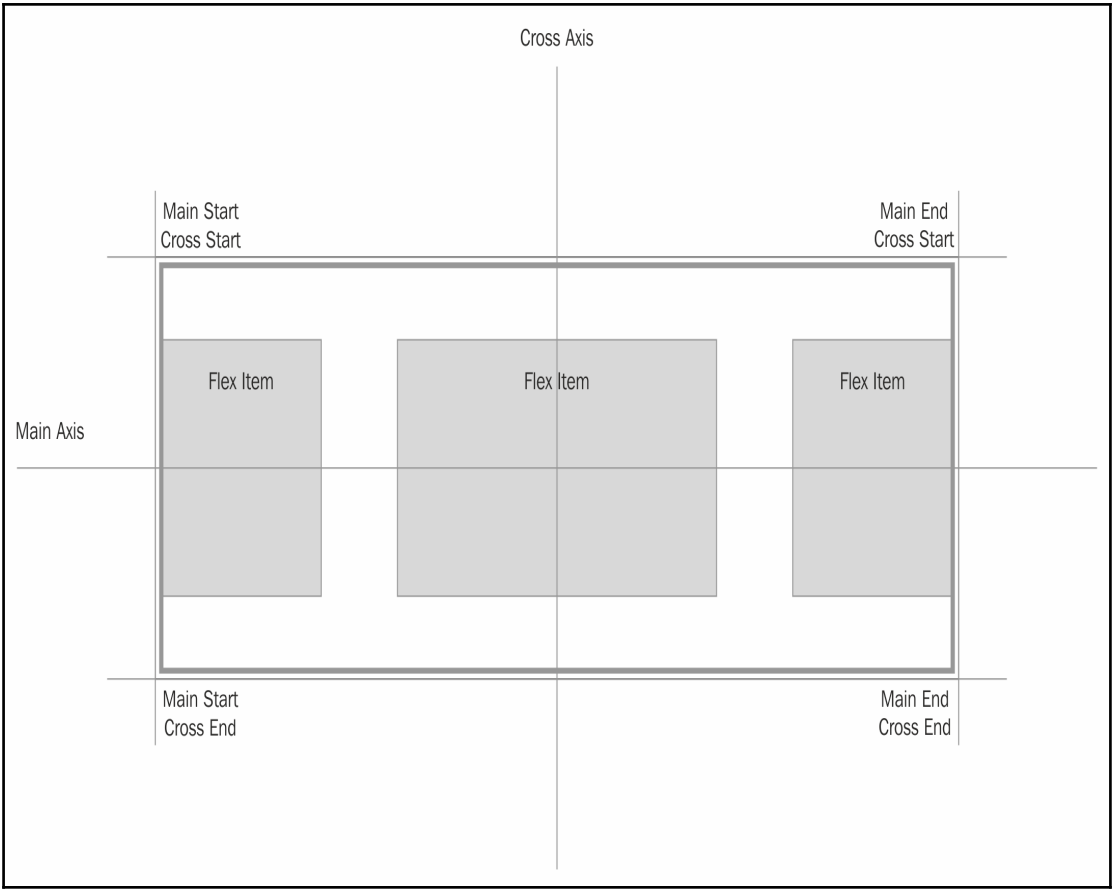 Cross Axis
Main Start
Cross Start
Main End
Cross Start
Flex Item
Flex Item
Flex Item
Main Axis
Main Start
Cross End
Main End
Cross End